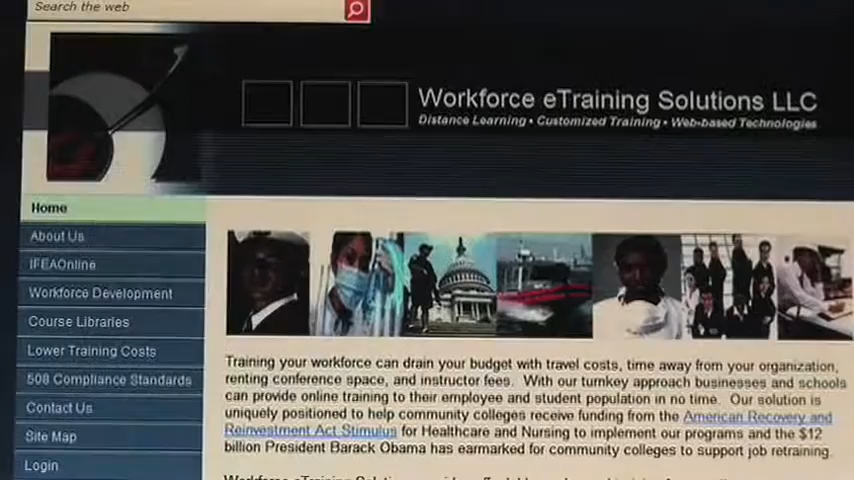 Search the web
Workforce eTraining Solutions LLC
Distance Learning • Customized Training • Web-based Technologies
Home
About Us
IFEAOnline
Workforce Development
Course Libraries
Lower Training Costs
508 Compliance Standards
Contact Us
Site Map
Login
Training your workforce can drain your budget with travel costs, time away from your organization,
renting conference space, and instructor fees. With our turnkey approach businesses and schools
can provide online training to their employee and student population in no time. Our solution is
uniquely positioned to help community colleges receive funding from the American Recovery and
Reinvestment Act Stimulus for Healthcare and Nursing to implement our programs and the $12
billion President Barack Obama has earmarked for community colleges to support job retraining.